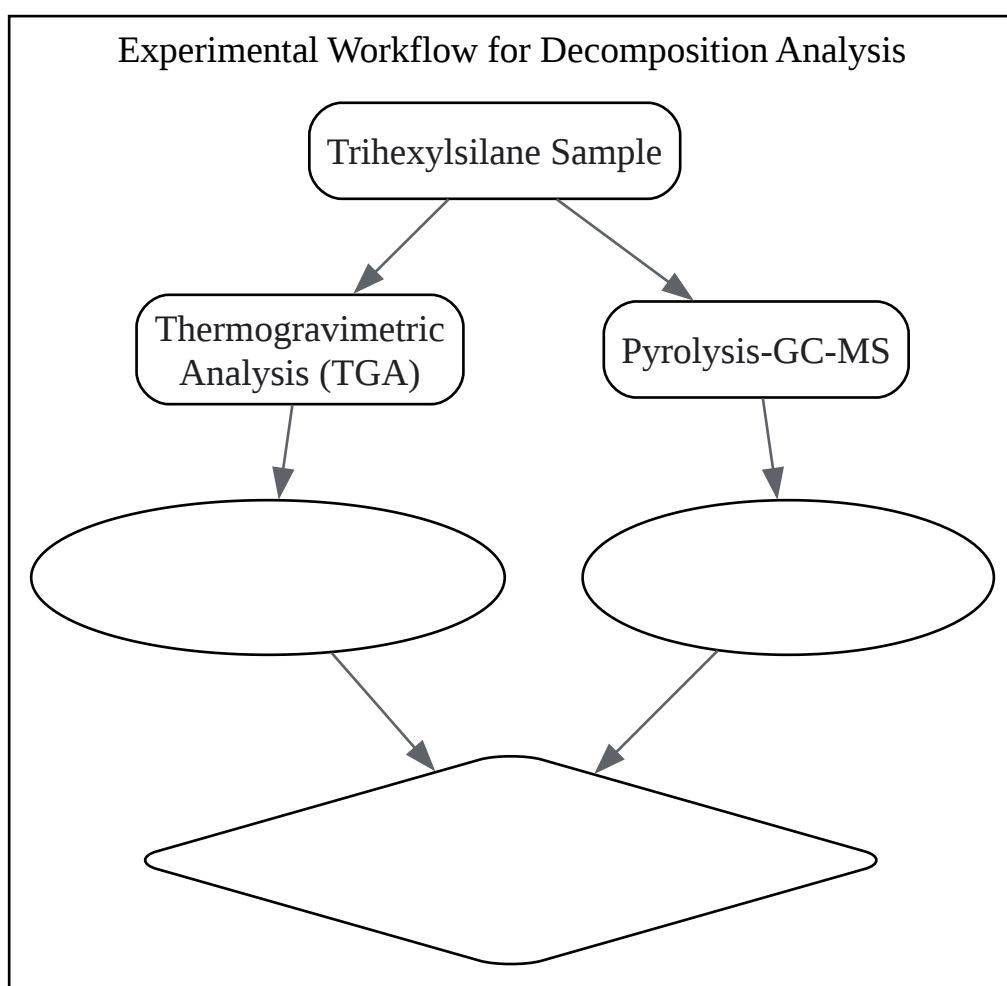 Experimental Workflow for Decomposition Analysis
Trihexylsilane Sample
Thermogravimetric
Analysis (TGA)
Pyrolysis-GC-MS